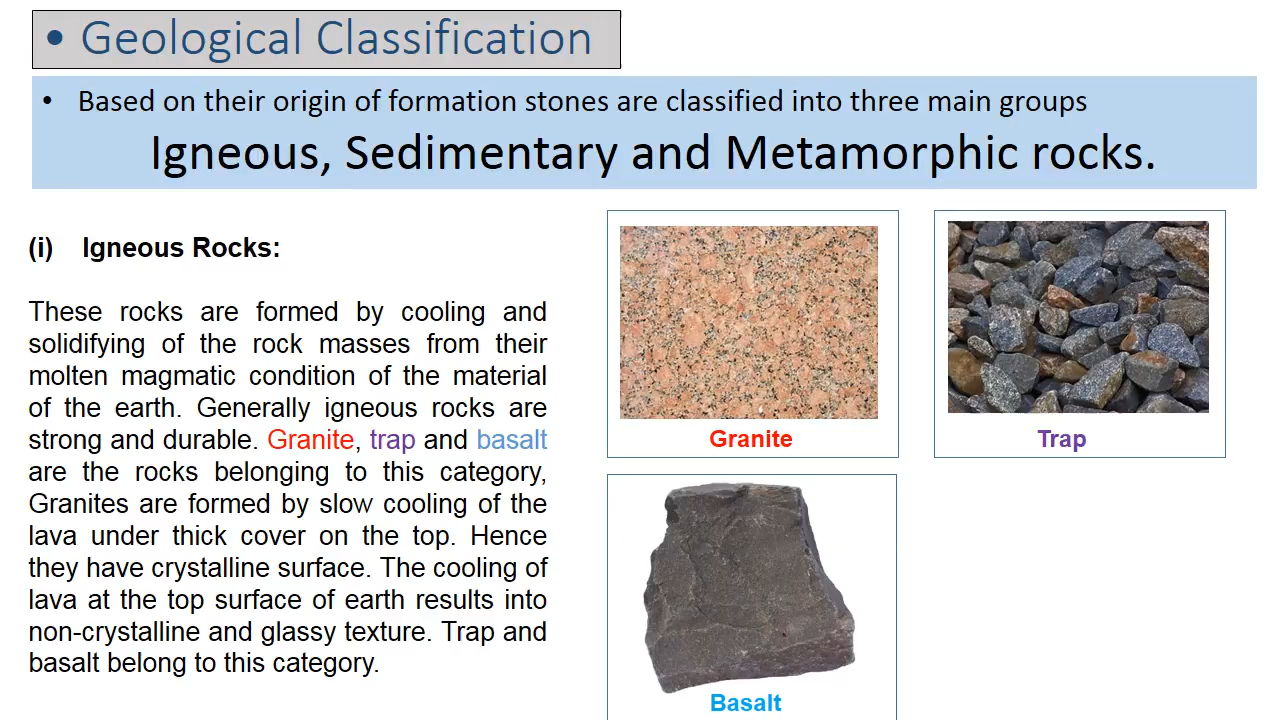 • Geological Classification
• Based on their origin of formation stones are classified into three main groups
Igneous, Sedimentary and Metamorphic rocks.
(i) Igneous Rocks:
These rocks are formed by cooling and
solidifying of the rock masses from their
molten magmatic condition of the material
of the earth. Generally igneous rocks are
strong and durable. Granite, trap and basalt
are the rocks belonging to this category,
Granites are formed by slow cooling of the
lava under thick cover on the top. Hence
they have crystalline surface. The cooling of
lava at the top surface of earth results into
non-crystalline and glassy texture. Trap and
basalt belong to this category.
Granite
Trap
Basalt